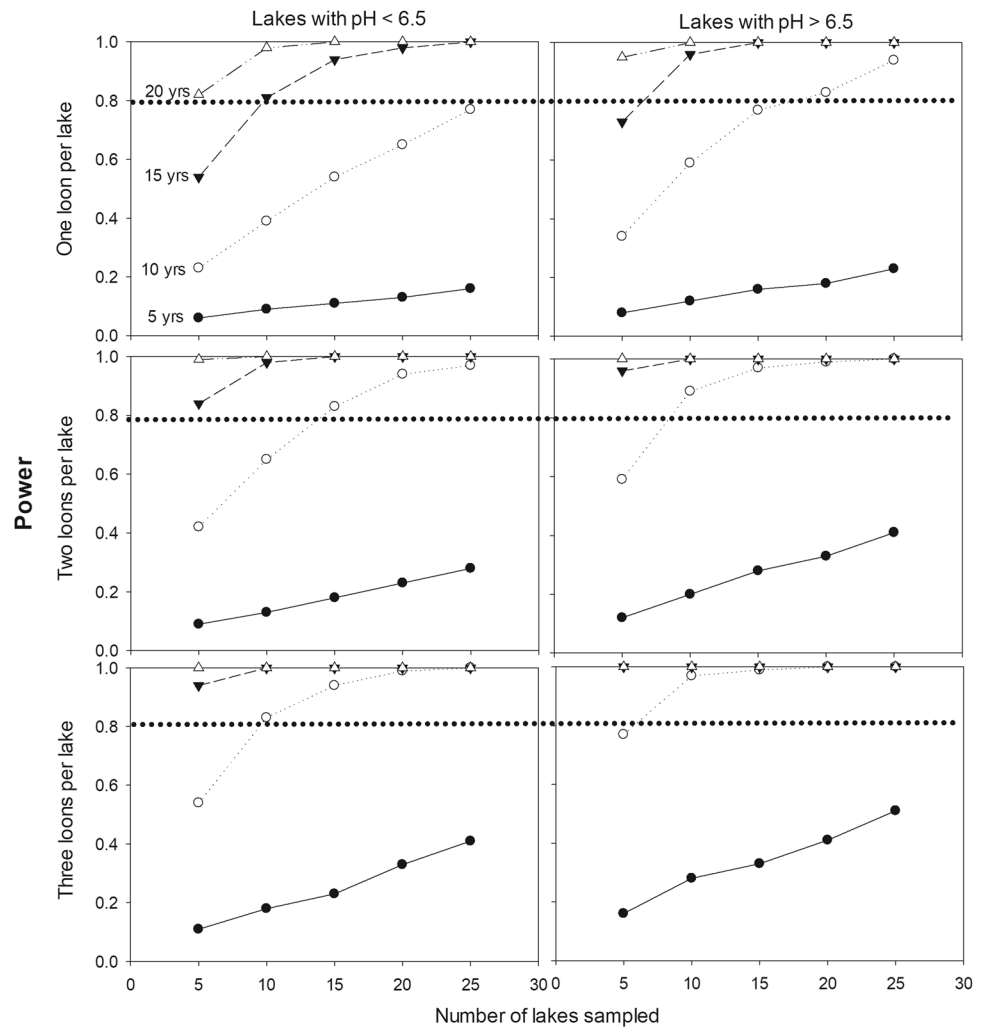 Lakes with pH < 6.5
Lakes with pH > 6.5
Power
One loon per lake
1.0
0.8
0.6
0.4
0.2
0.0
20 yrs
15 yrs
10 yrs
5 yrs
Two loons per lake
1.0
0.8
0.6
0.4
0.2
0.0
Three loons per lake
1.0
0.8
0.6
0.4
0.2
0.0
0 5 10 15 20 25 30
0 5 10 15 20 25 30
Number of lakes sampled